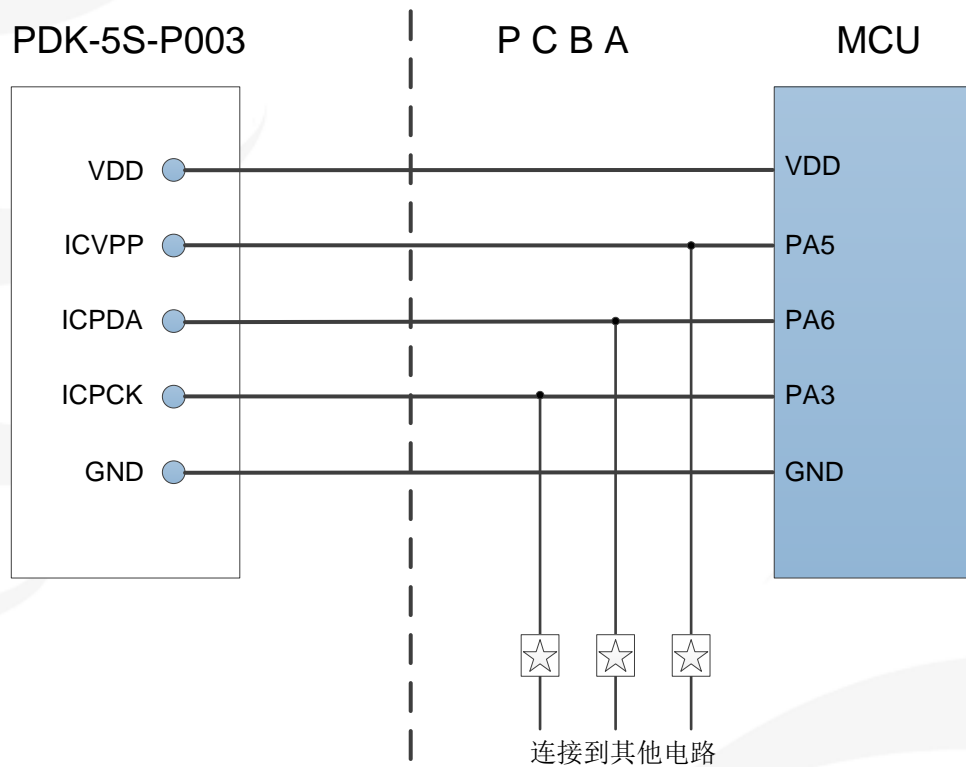 PDK-5S-P003
P C B A
MCU
VDD
VDD
ICVPP
PA5
ICPDA
PA6
ICPCK
PA3
GND
GND
连接到其他电路